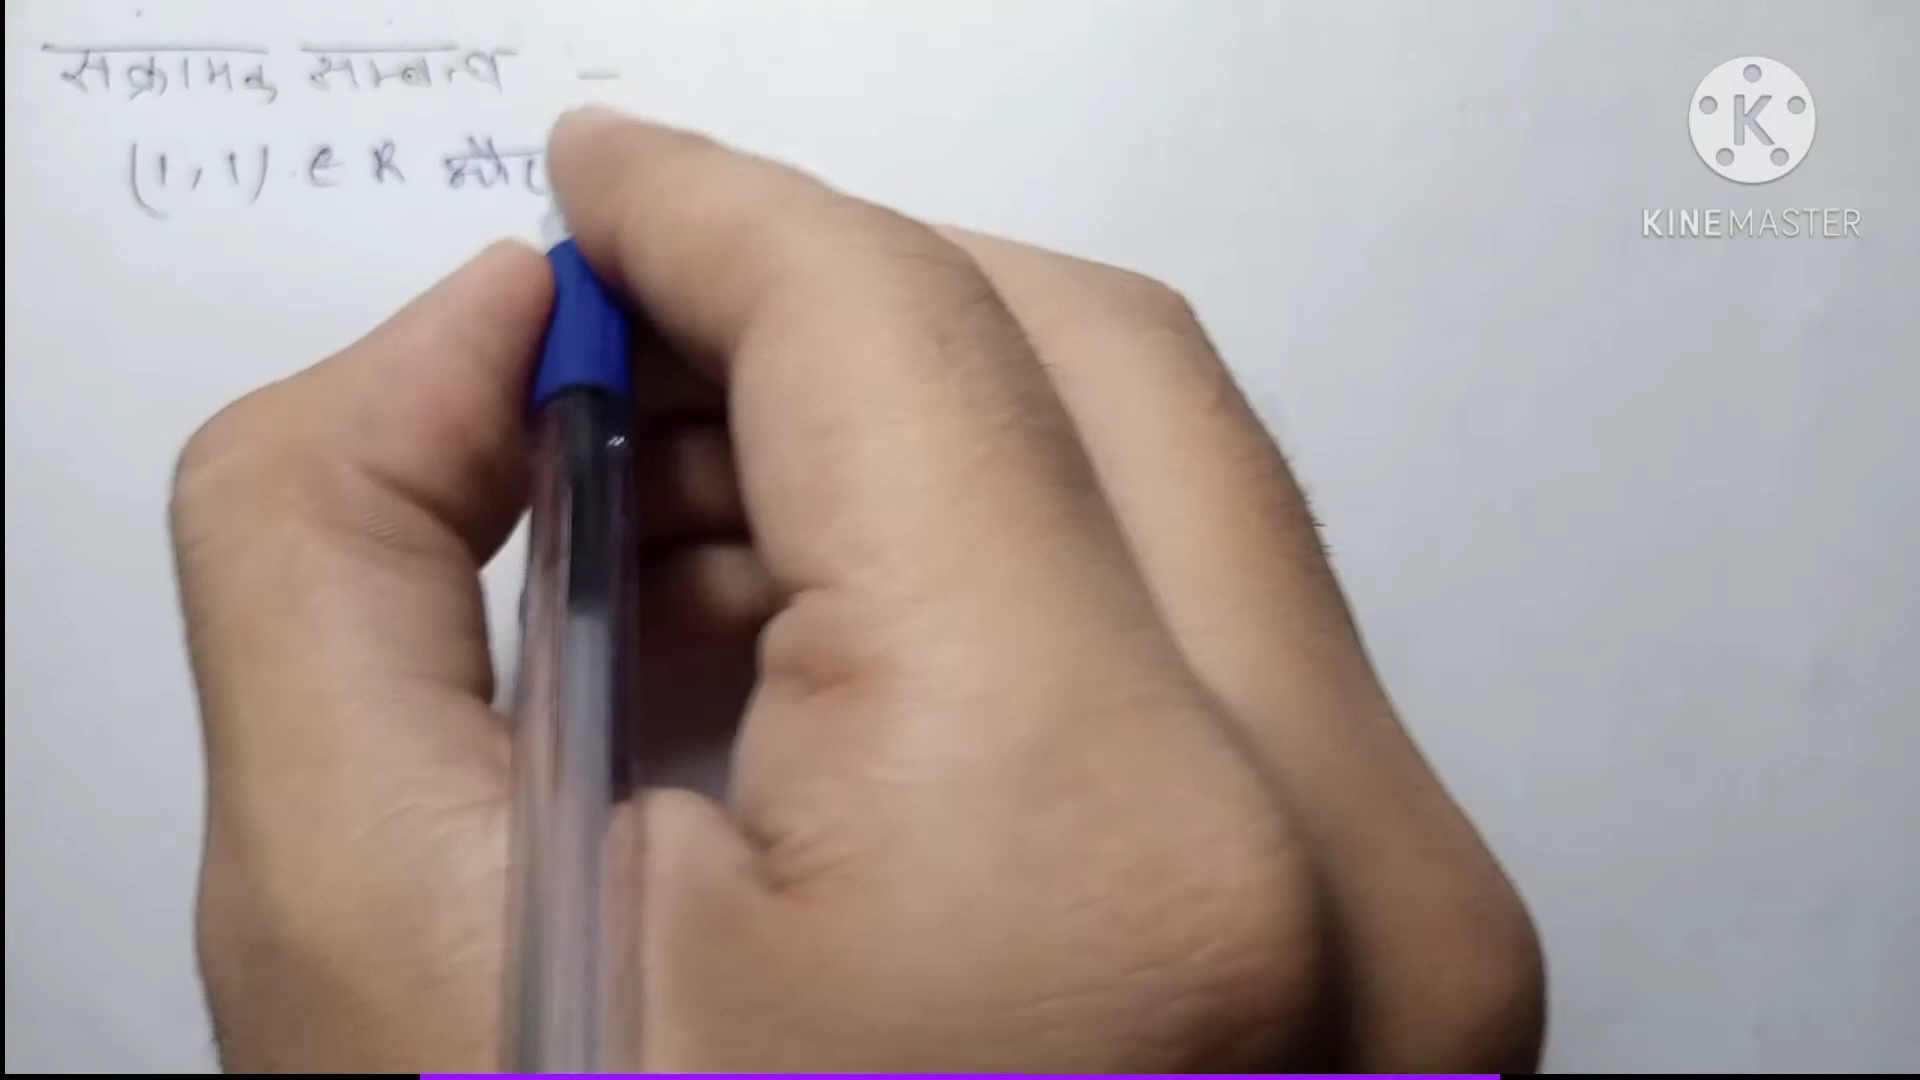 सक्रामक सम्बन्ध –
(1, 1) ∈ R और
K
KINEMASTER